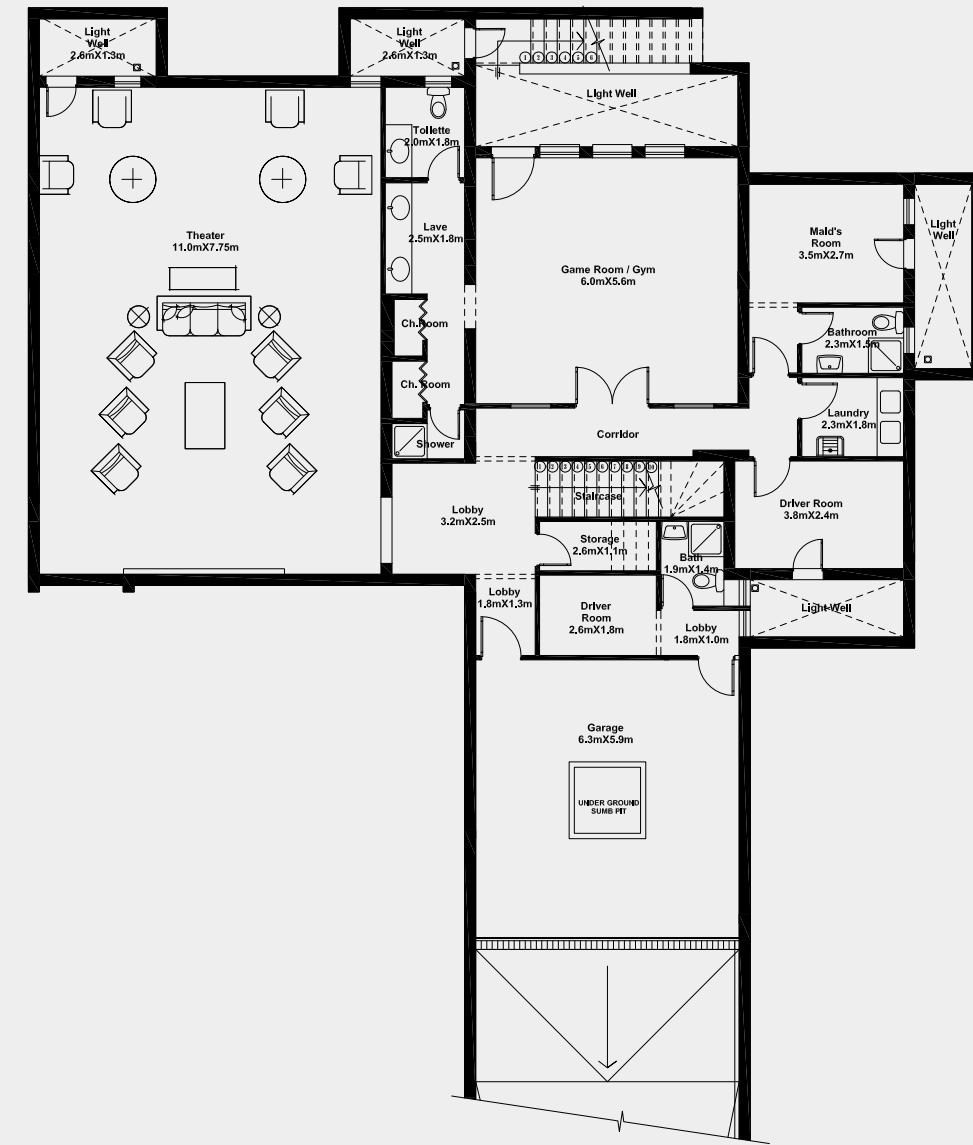 Light
Well
2.6mX1.3m
Light
Well
2.6mX1.3m
1 2 3 4 5 6
Light Well
Toilette
2.0mX1.8m
Theater
11.0mX7.75m
Lave
2.5mX1.8m
Game Room / Gym
6.0mX5.6m
Maid's
Room
3.5mX2.7m
Light
Well
Ch.Room
Bathroom
2.3mX1.5m
Ch. Room
Laundry
2.3mX1.8m
Shower
Corridor
1 2 3 4 5 6 7 8 9 10
Staircase
Lobby
3.2mX2.5m
Driver Room
3.8mX2.4m
Storage
2.6mX1.1m
Bath
1.9mX1.4m
Lobby
1.8mX1.3m
Driver
Room
2.6mX1.8m
Lobby
1.8mX1.0m
Light Well
Garage
6.3mX5.9m
UNDER GROUND
SUMB PIT